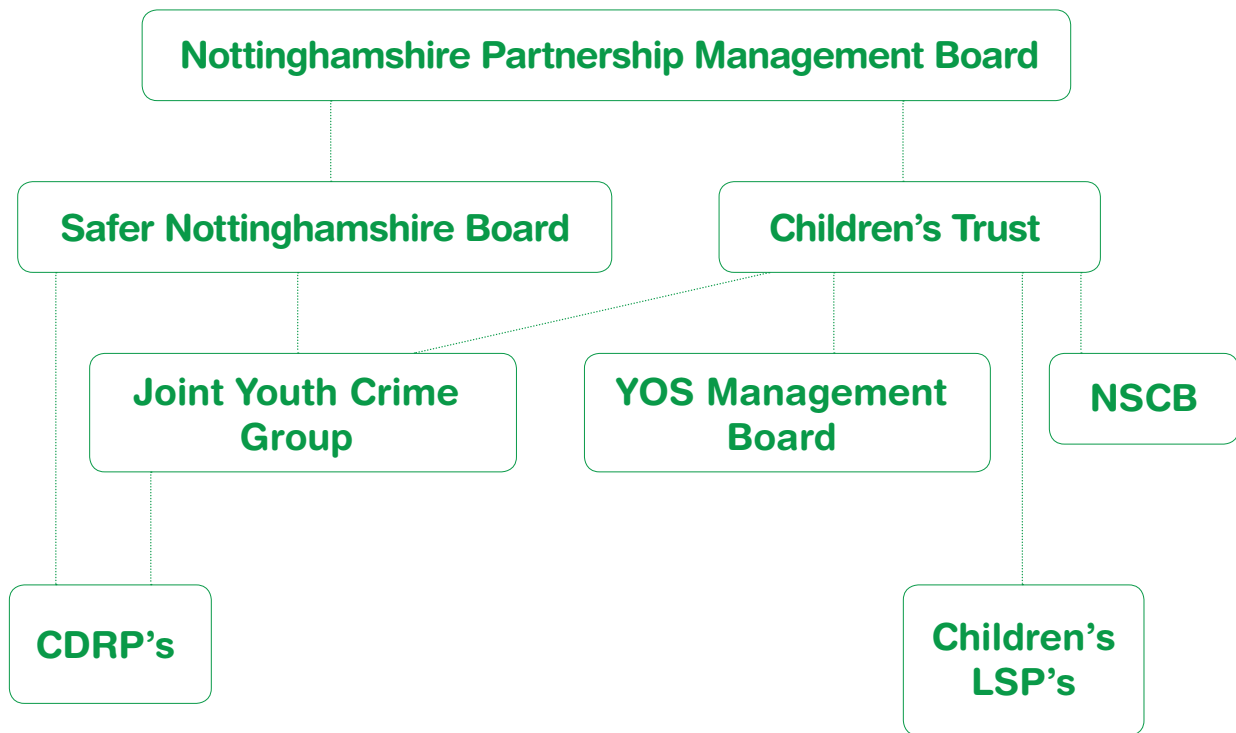 Nottinghamshire Partnership Management Board
Safer Nottinghamshire Board
Children’s Trust
Joint Youth Crime
Group
YOS Management
Board
NSCB
CDRP’s
Children’s
LSP’s